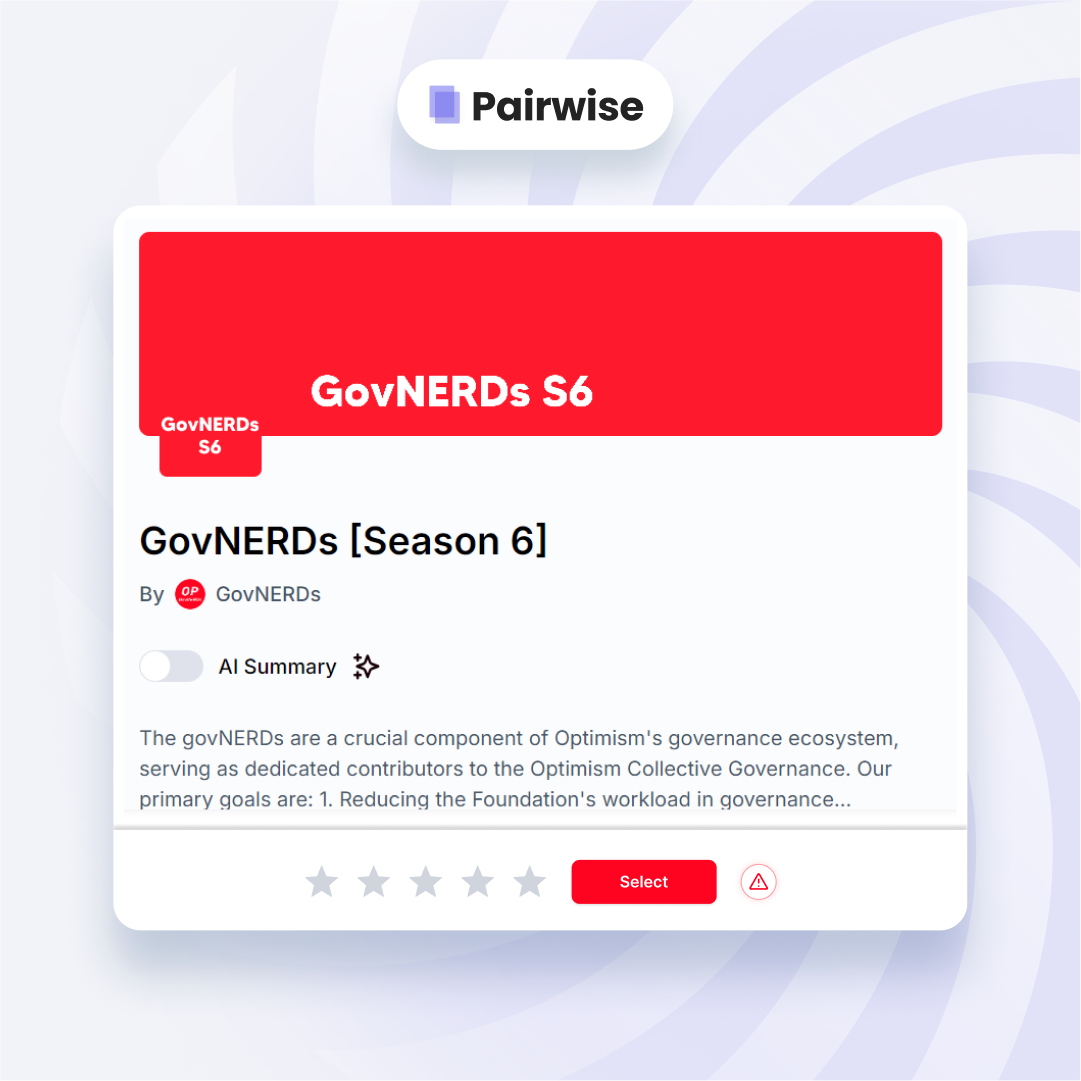 Pairwise
GovNERDs S6
GovNERDs
S6
GovNERDs [Season 6]
By OP GovNERDs
AI Summary
The govNERDs are a crucial component of Optimism's governance ecosystem,
serving as dedicated contributors to the Optimism Collective Governance. Our
primary goals are: 1. Reducing the Foundation's workload in governance...
Select